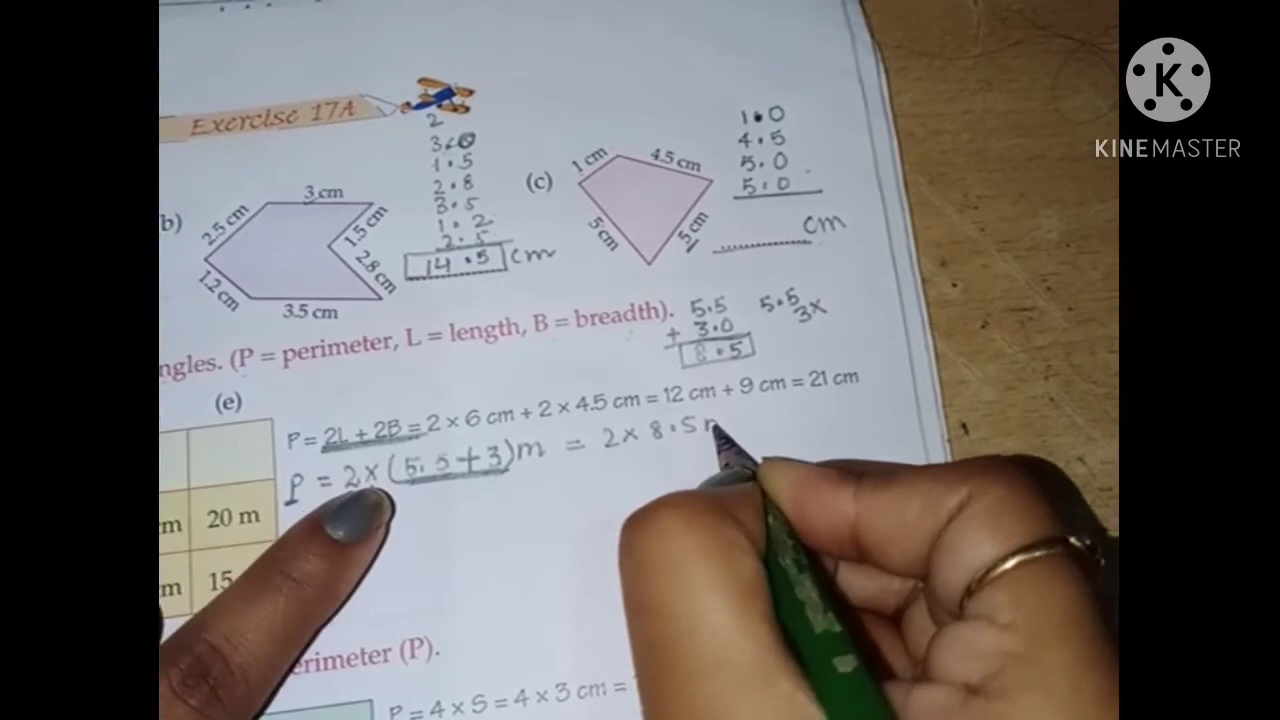 Exercise 17A
2
3.0
1.5
2.8
3.5
1.2
2.5
14.5 cm
b)
3 cm
2.5 cm
1.5 cm
2.8 cm
1.2 cm
3.5 cm
(c)
1 cm
4.5 cm
5 cm
5 cm
1.0
4.5
5.0
5.0
cm
ngles. (P = perimeter, L = length, B = breadth).
5.5
+ 3.0
8.5
5.5
3x
(e)
P = 2L + 2B = 2 × 6 cm + 2 × 4.5 cm = 12 cm + 9 cm = 21 cm
P = 2 × (5.5+3)m = 2 × 8.5
m 20 m
m 15
erimeter (P).
P = 4 × S = 4 × 3 cm =
K
KINEMASTER